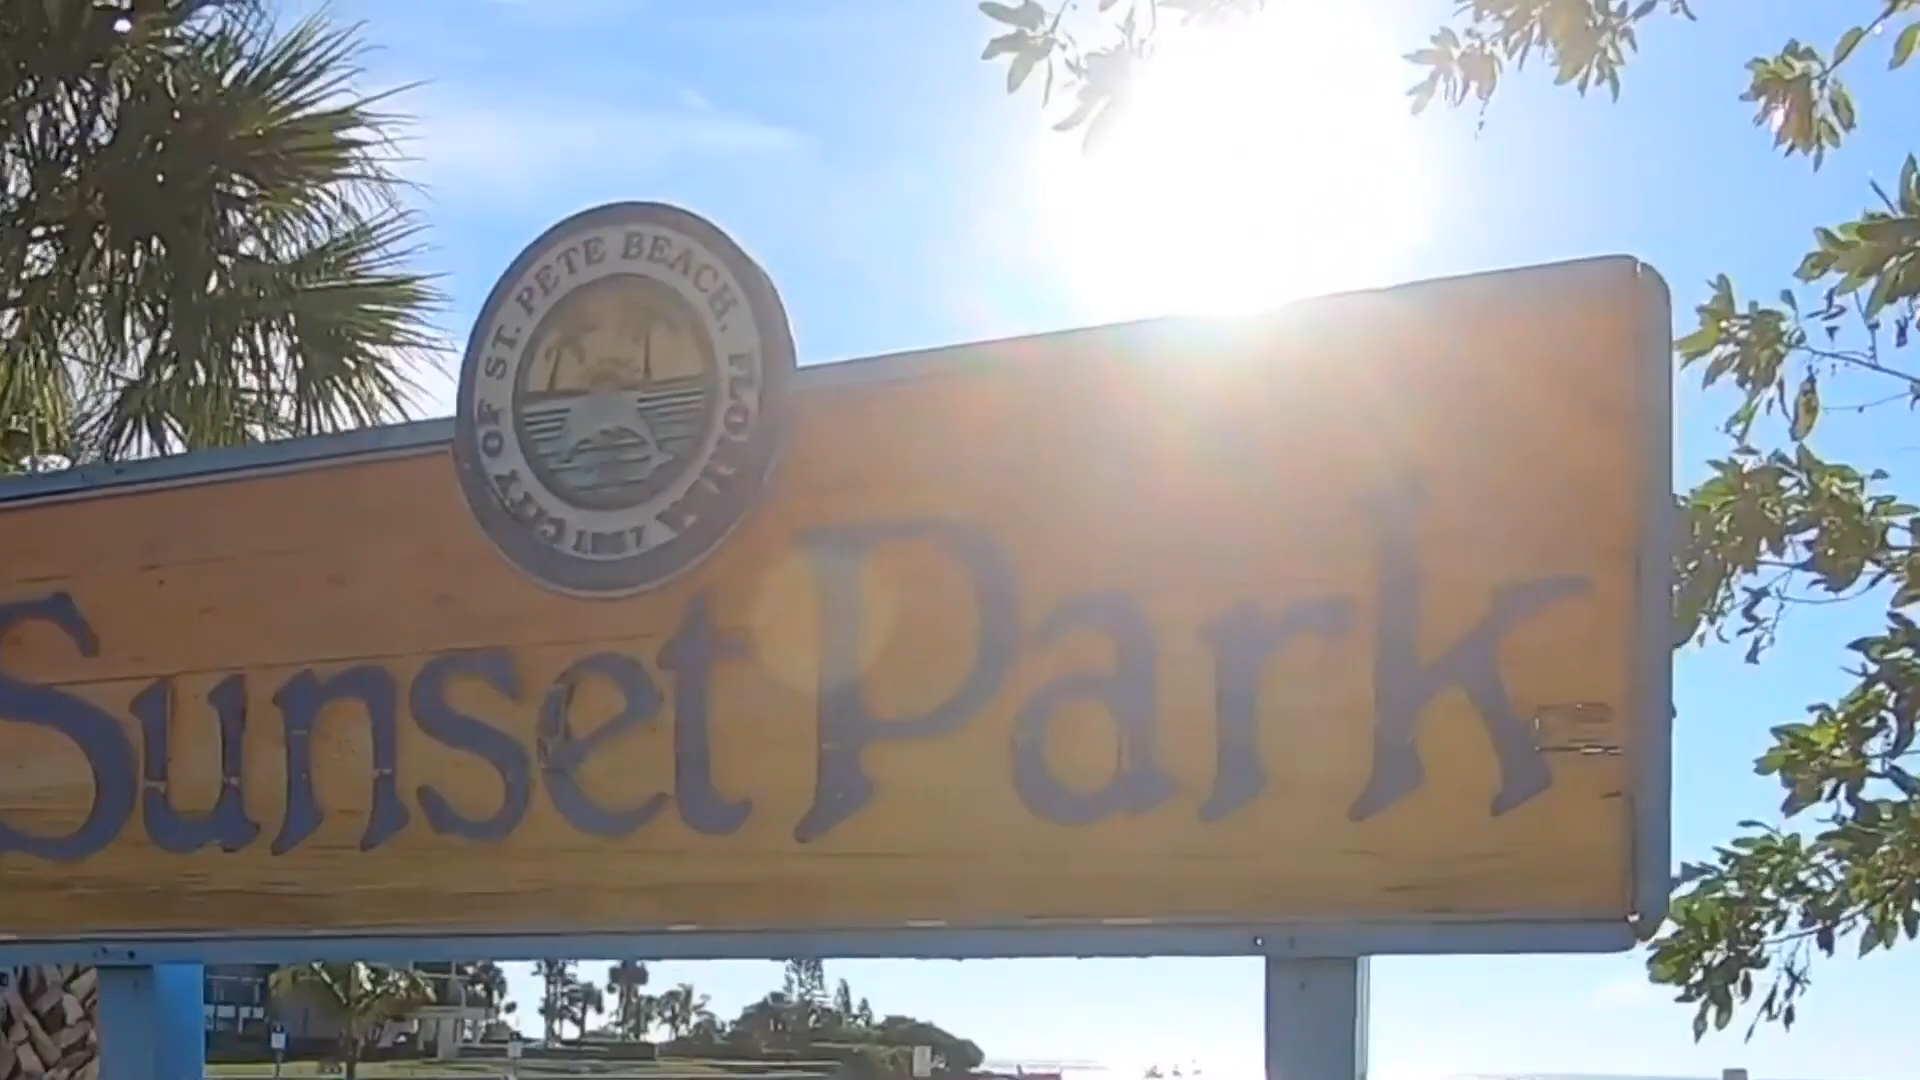 CITY OF ST. PETE BEACH, FLORIDA
1957
Sunset Park